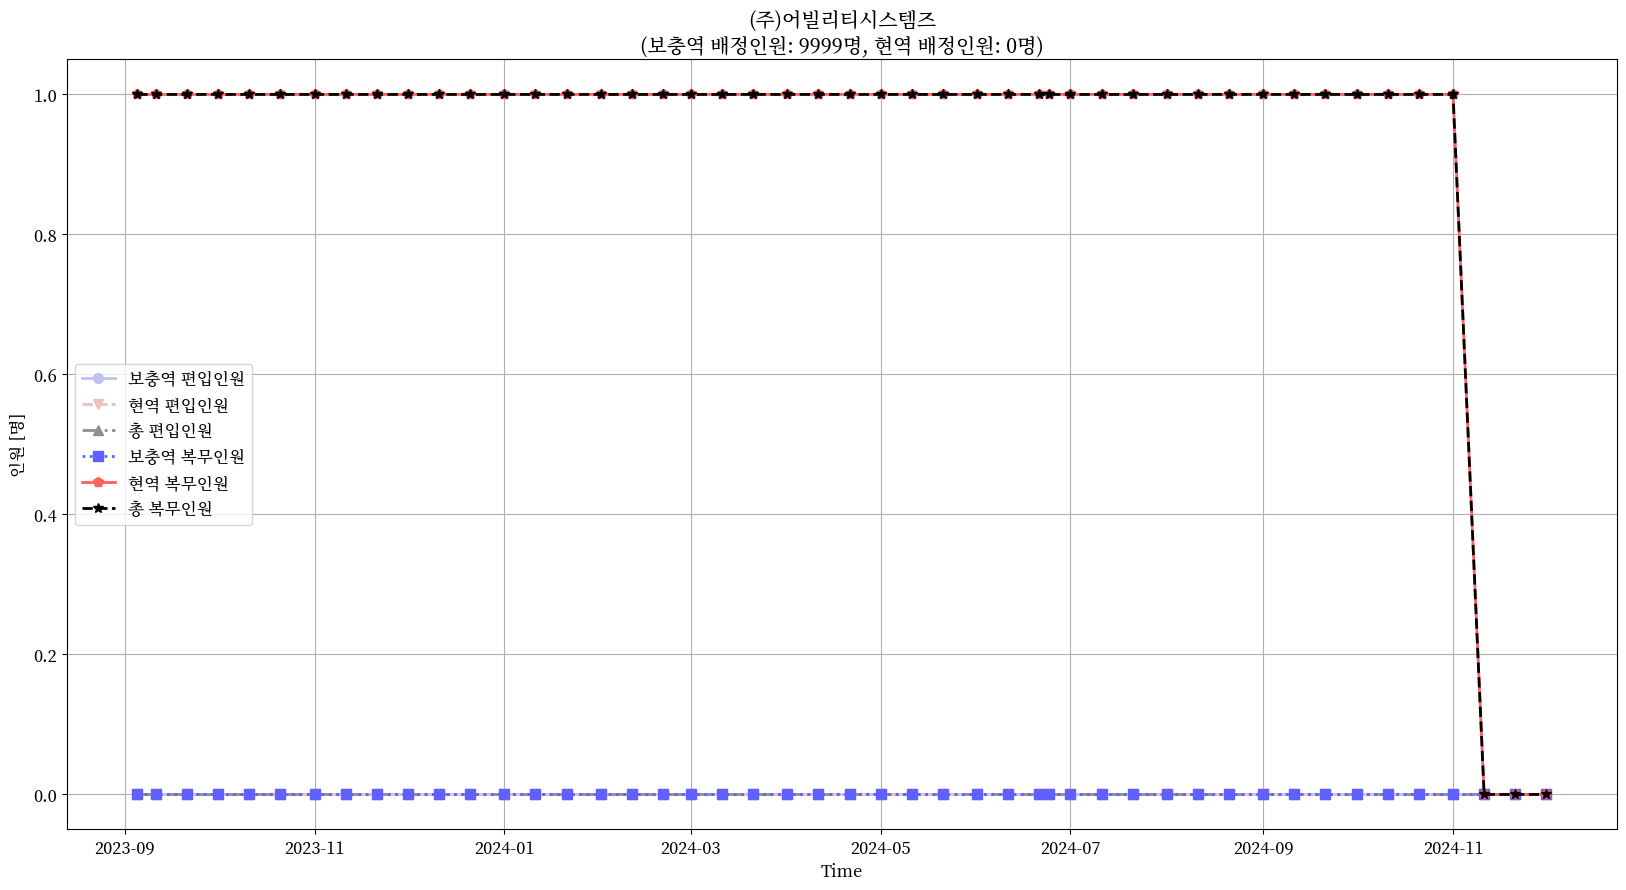 (주)어빌리티시스템즈
(보충역 배정인원: 9999명, 현역 배정인원: 0명)
1.0
0.8
0.6
0.4
0.2
0.0
인원 [명]
보충역 편입인원
현역 편입인원
총 편입인원
보충역 복무인원
현역 복무인원
총 복무인원
2023-09 2023-11 2024-01 2024-03 2024-05 2024-07 2024-09 2024-11
Time